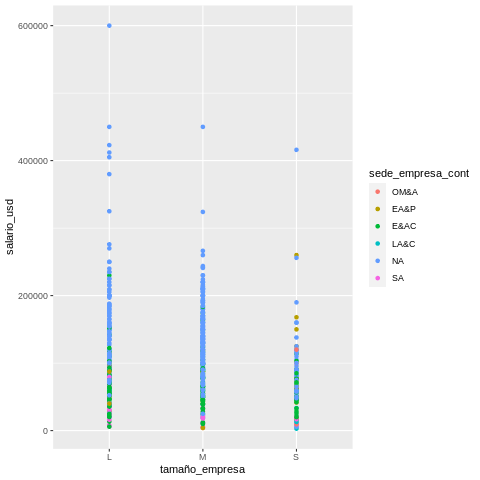 600000
400000
200000
0
salario_usd
L M S
tamaño_empresa
sede_empresa_cont
OM&A
EA&P
E&AC
LA&C
NA
SA